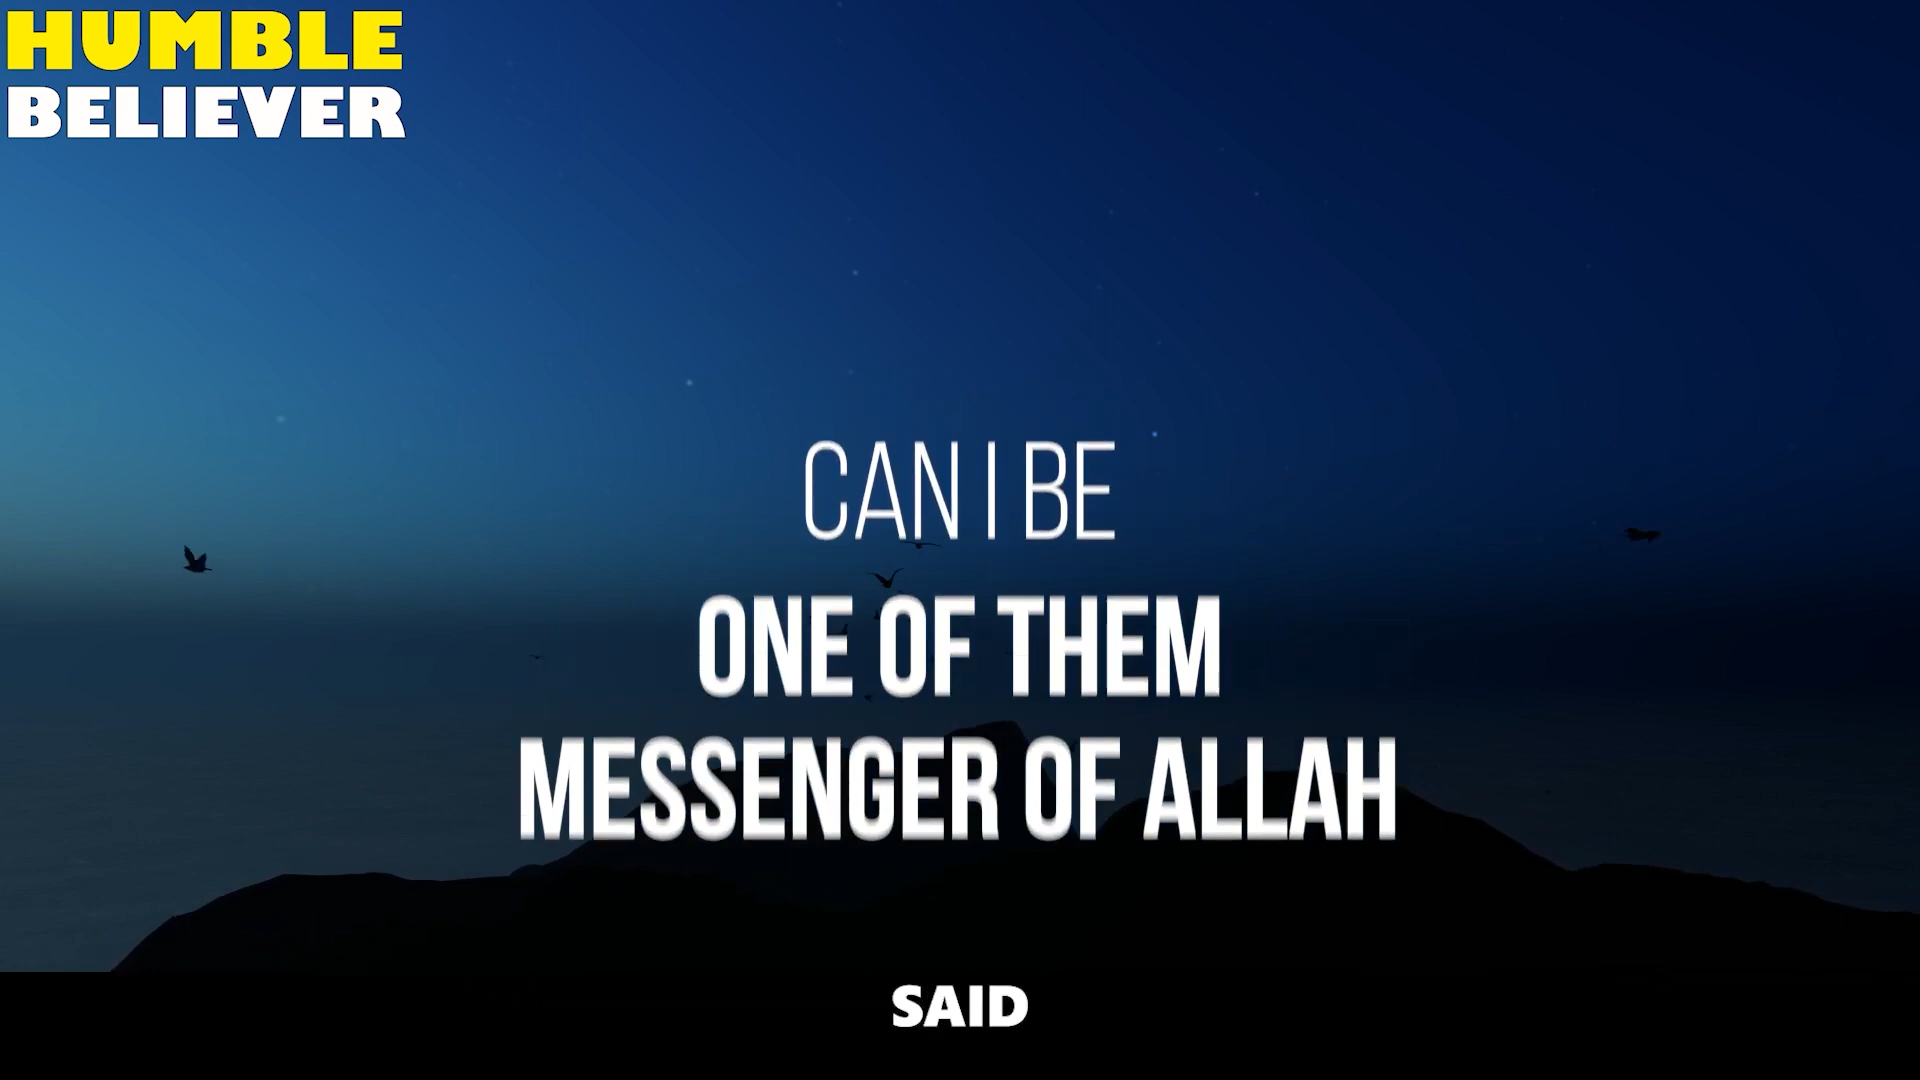 HUMBLE
BELIEVER
CAN I BE
ONE OF THEM
MESSENGER OF ALLAH
SAID